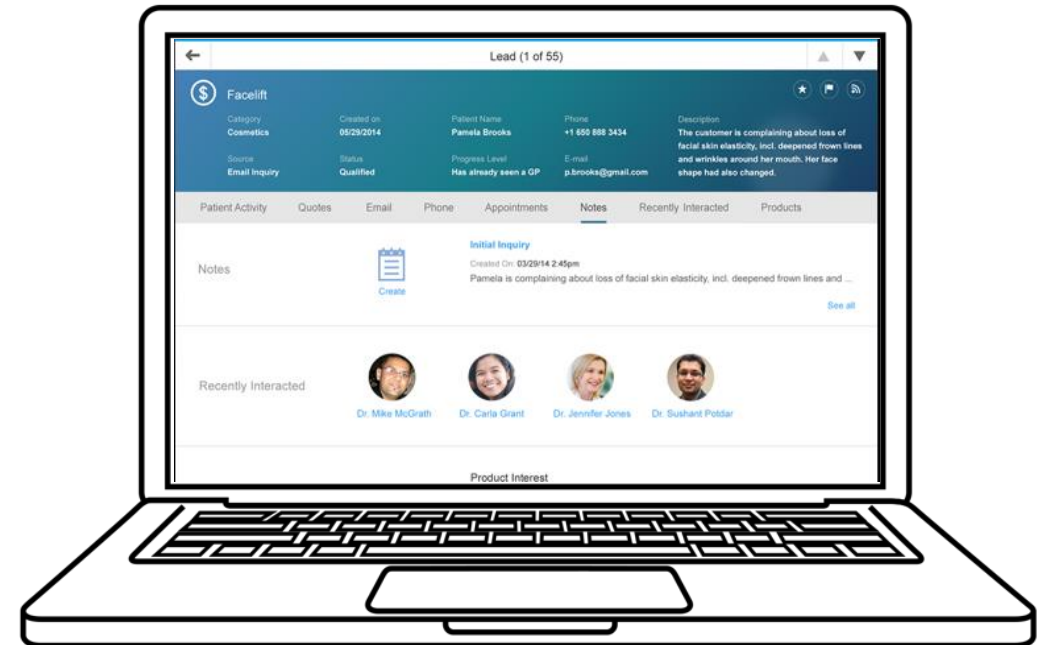 Lead (1 of 55)
$ Facelift
Category Created on Patient Name Phone Description
Cosmetics 05/29/2014 Pamela Brooks +1 650 888 3434 The customer is complaining about loss of
facial skin elasticity, incl. deepened frown lines
Source Status Progress Level E-mail and wrinkles around her mouth. Her face
Email Inquiry Qualified Has already seen a GP p.brooks@gmail.com shape had also changed.
Patient Activity Quotes Email Phone Appointments Notes Recently Interacted Products
Initial Inquiry
Notes Created On: 03/29/14 2:45pm
Pamela is complaining about loss of facial skin elasticity, incl. deepened frown lines and ...
Create
See all
Recently Interacted
Dr. Mike McGrath Dr. Carla Grant Dr. Jennifer Jones Dr. Sushant Potdar
Product Interest